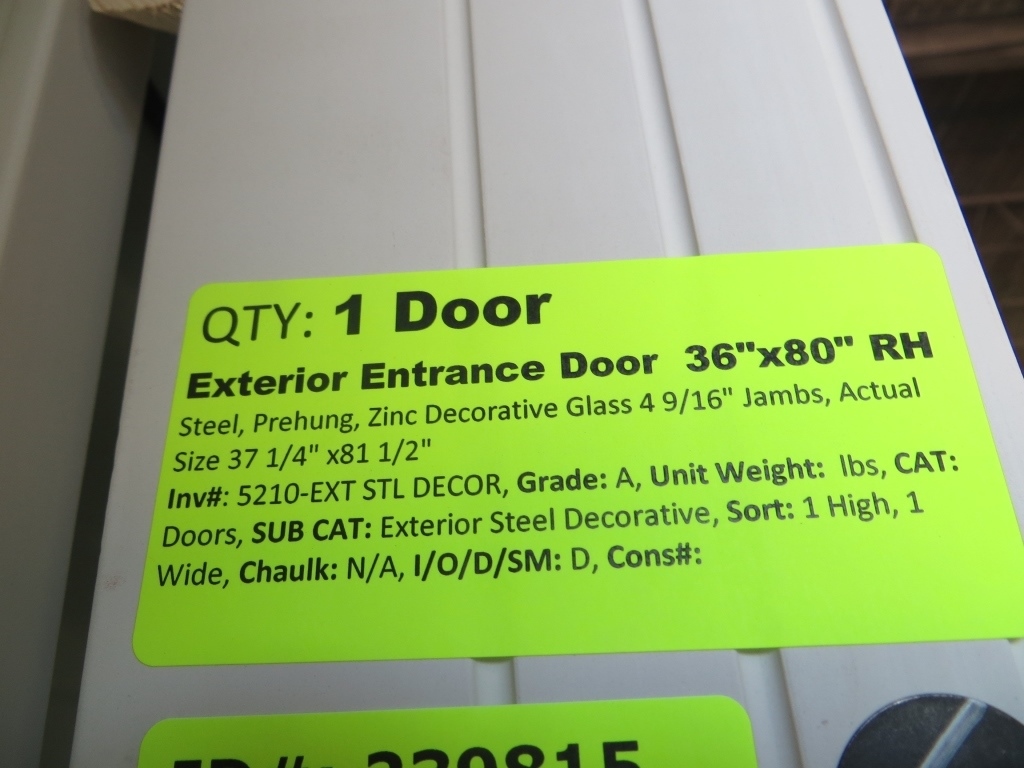 QTY: 1 Door
Exterior Entrance Door 36"x80" RH
Steel, Prehung, Zinc Decorative Glass 4 9/16" Jambs, Actual
Size 37 1/4" x81 1/2"
Inv#: 5210-EXT STL DECOR, Grade: A, Unit Weight: lbs, CAT:
Doors, SUB CAT: Exterior Steel Decorative, Sort: 1 High, 1
Wide, Chaulk: N/A, I/O/D/SM: D, Cons#:
ID#: 239815